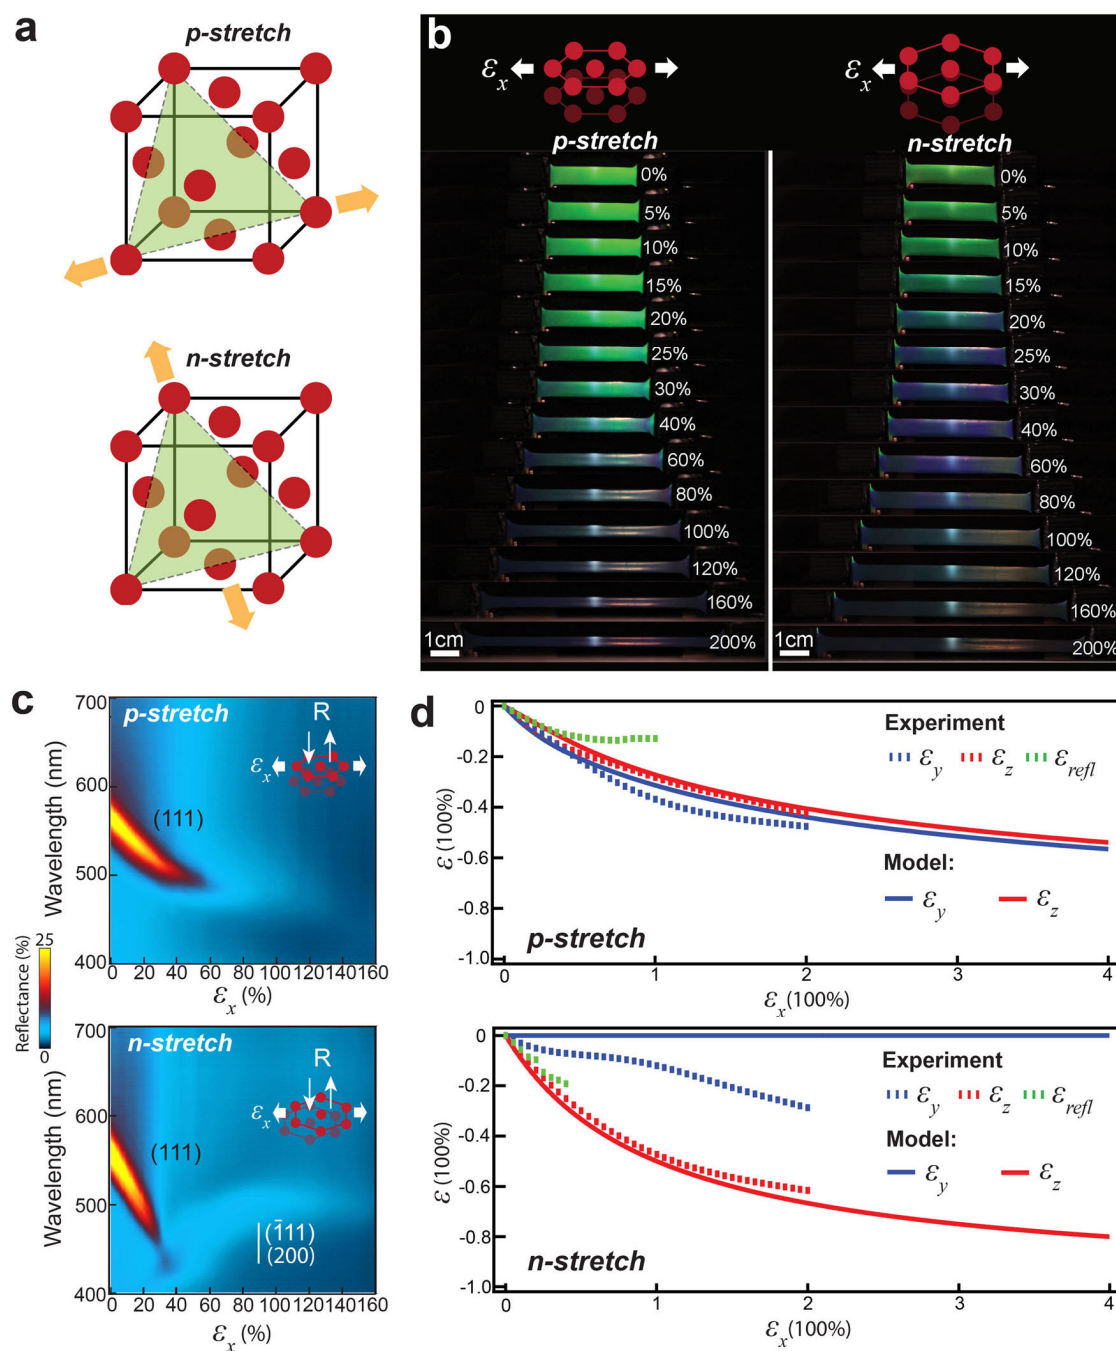 a
p-stretch
n-stretch
b
εx
p-stretch
0%
5%
10%
15%
20%
25%
30%
40%
60%
80%
100%
120%
160%
200%
1cm
εx
n-stretch
0%
5%
10%
15%
20%
25%
30%
40%
60%
80%
100%
120%
160%
200%
1cm
c
p-stretch
R
εx
(111)
Wavelength (nm)
700
600
500
400
0 20 40 60 80 100 120 140 160
εx (%)
Reflectance (%)
25
0
n-stretch
R
εx
(111)
(1̄11)
(200)
Wavelength (nm)
700
600
500
400
0 20 40 60 80 100 120 140 160
εx (%)
d
0
-0.2
-0.4
-0.6
-0.8
-1.0
ε (100%)
Experiment
εy εz εrefl
Model:
εy εz
p-stretch
0 1 2 3 4
εx (100%)
0
-0.2
-0.4
-0.6
-0.8
-1.0
ε (100%)
Experiment
εy εz εrefl
Model:
εy εz
n-stretch
0 1 2 3 4
εx (100%)